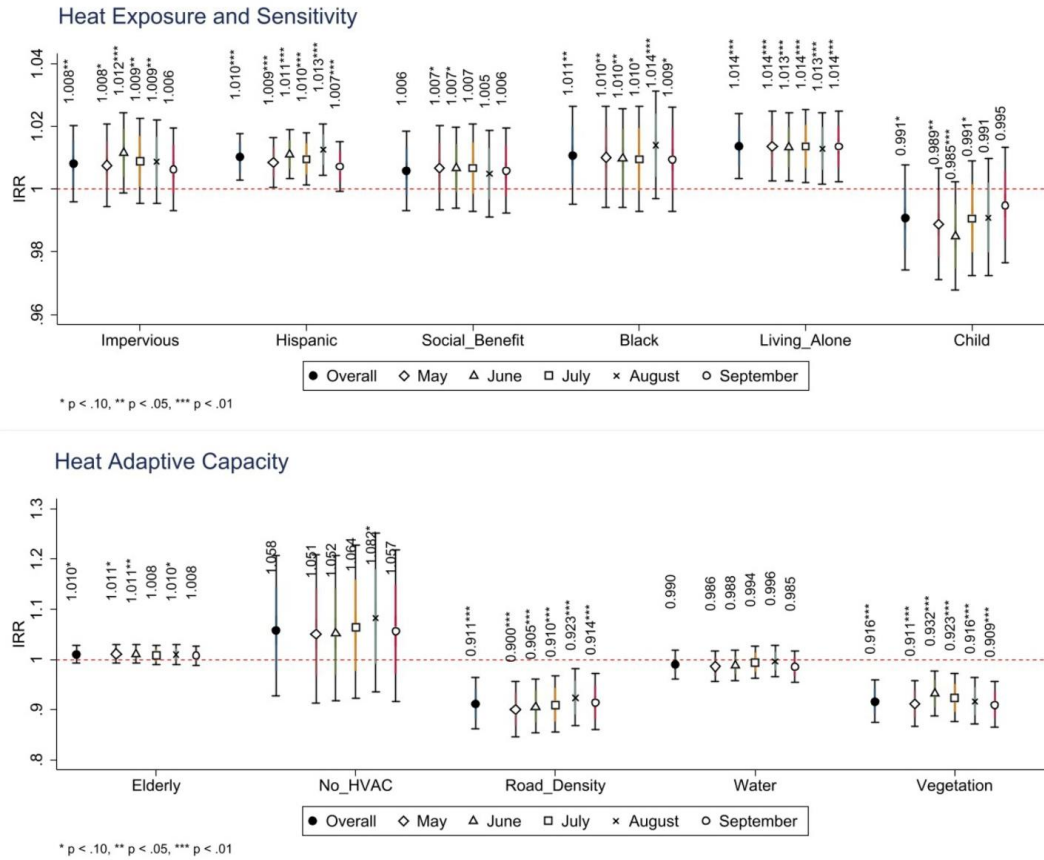 Heat Exposure and Sensitivity
IRR
1.04
1.02
1
.98
.96
1.008** 1.008* 1.012*** 1.009** 1.009** 1.006
1.010*** 1.009*** 1.011*** 1.010*** 1.013*** 1.007***
1.006 1.007* 1.007* 1.007 1.005 1.006
1.011** 1.010** 1.010** 1.010* 1.014*** 1.009*
1.014*** 1.014*** 1.013*** 1.014*** 1.013*** 1.014***
0.991* 0.989** 0.985*** 0.991* 0.991 0.995
Impervious Hispanic Social_Benefit Black Living_Alone Child
Overall May June July August September
* p < .10, ** p < .05, *** p < .01
Heat Adaptive Capacity
IRR
1.3
1.2
1.1
1
.9
.8
1.010* 1.011* 1.011** 1.008 1.010* 1.008
1.058 1.051 1.052 1.064 1.082* 1.057
0.911*** 0.900*** 0.905*** 0.910*** 0.923*** 0.914***
0.990 0.986 0.988 0.994 0.996 0.985
0.916*** 0.911*** 0.932*** 0.923*** 0.916*** 0.909***
Elderly No_HVAC Road_Density Water Vegetation
Overall May June July August September
* p < .10, ** p < .05, *** p < .01